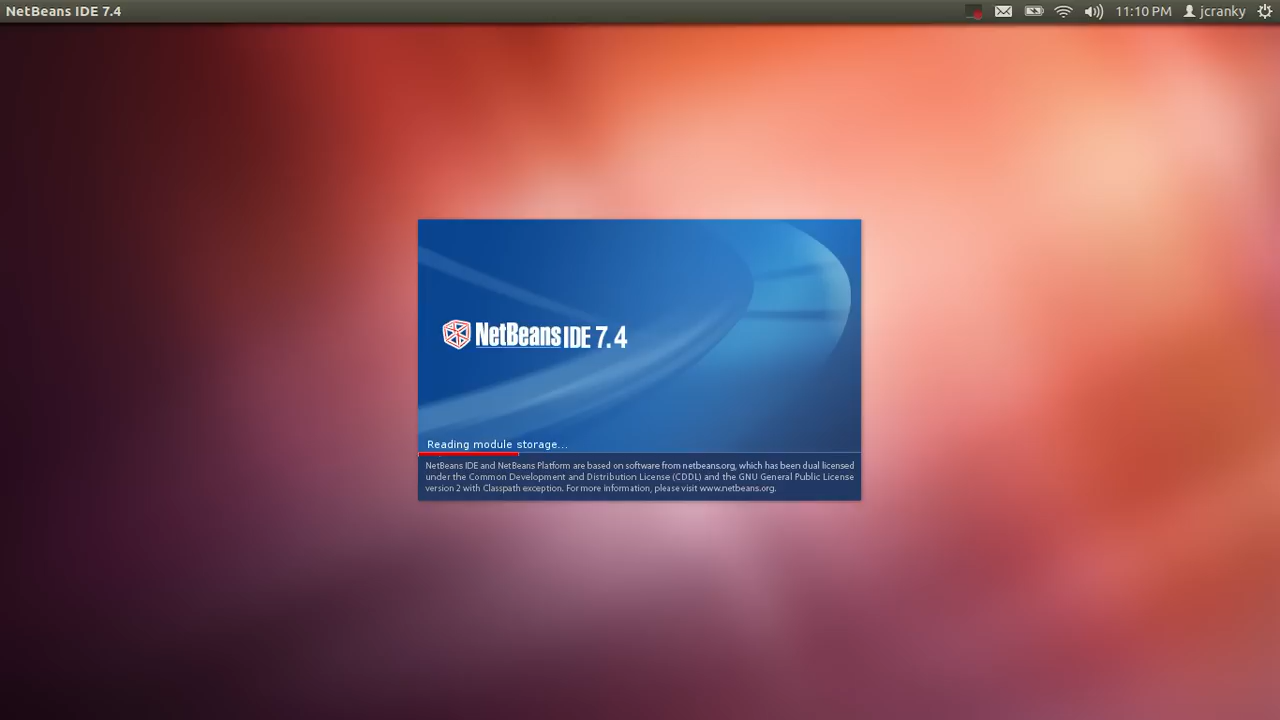 NetBeans IDE 7.4
11:10 PM
jcranky
NetBeans IDE 7.4
Reading module storage...
NetBeans IDE and NetBeans Platform are based on software from netbeans.org, which has been dual licensed
under the Common Development and Distribution License (CDDL) and the GNU General Public License
version 2 with Classpath exception. For more information, please visit www.netbeans.org.